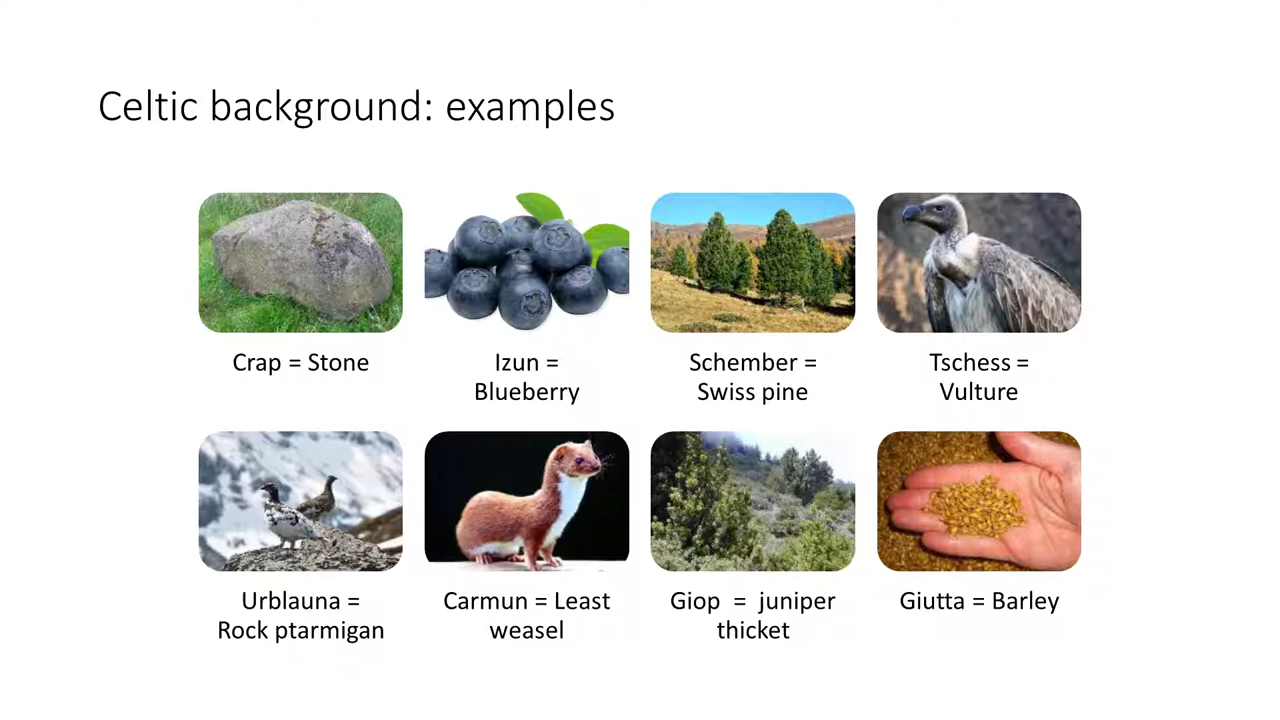 Celtic background: examples
Crap = Stone
Izun =
Blueberry
Schember =
Swiss pine
Tschess =
Vulture
Urblauna =
Rock ptarmigan
Carmun = Least
weasel
Giop = juniper
thicket
Giutta = Barley